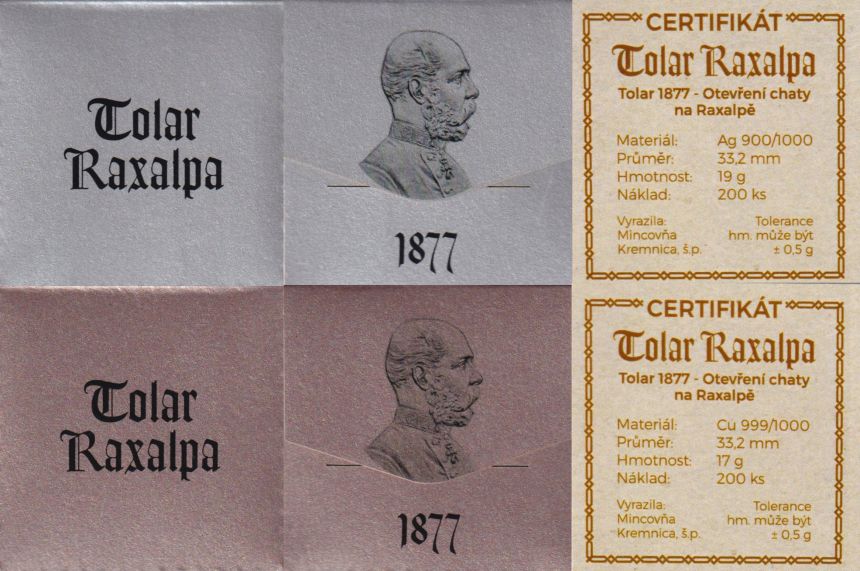 Tolar
Raxalpa
1877
CERTIFIKÁT
Tolar Raxalpa
Tolar 1877 - Otevření chaty
na Raxalpě
Materiál: Ag 900/1000
Průměr: 33,2 mm
Hmotnost: 19 g
Náklad: 200 ks
Vyrazila: Tolerance
Mincovňa hm. může být
Kremnica, š.p. ± 0,5 g
Tolar
Raxalpa
1877
CERTIFIKÁT
Tolar Raxalpa
Tolar 1877 - Otevření chaty
na Raxalpě
Materiál: Cu 999/1000
Průměr: 33,2 mm
Hmotnost: 17 g
Náklad: 200 ks
Vyrazila: Tolerance
Mincovňa hm. může být
Kremnica, š.p. ± 0,5 g